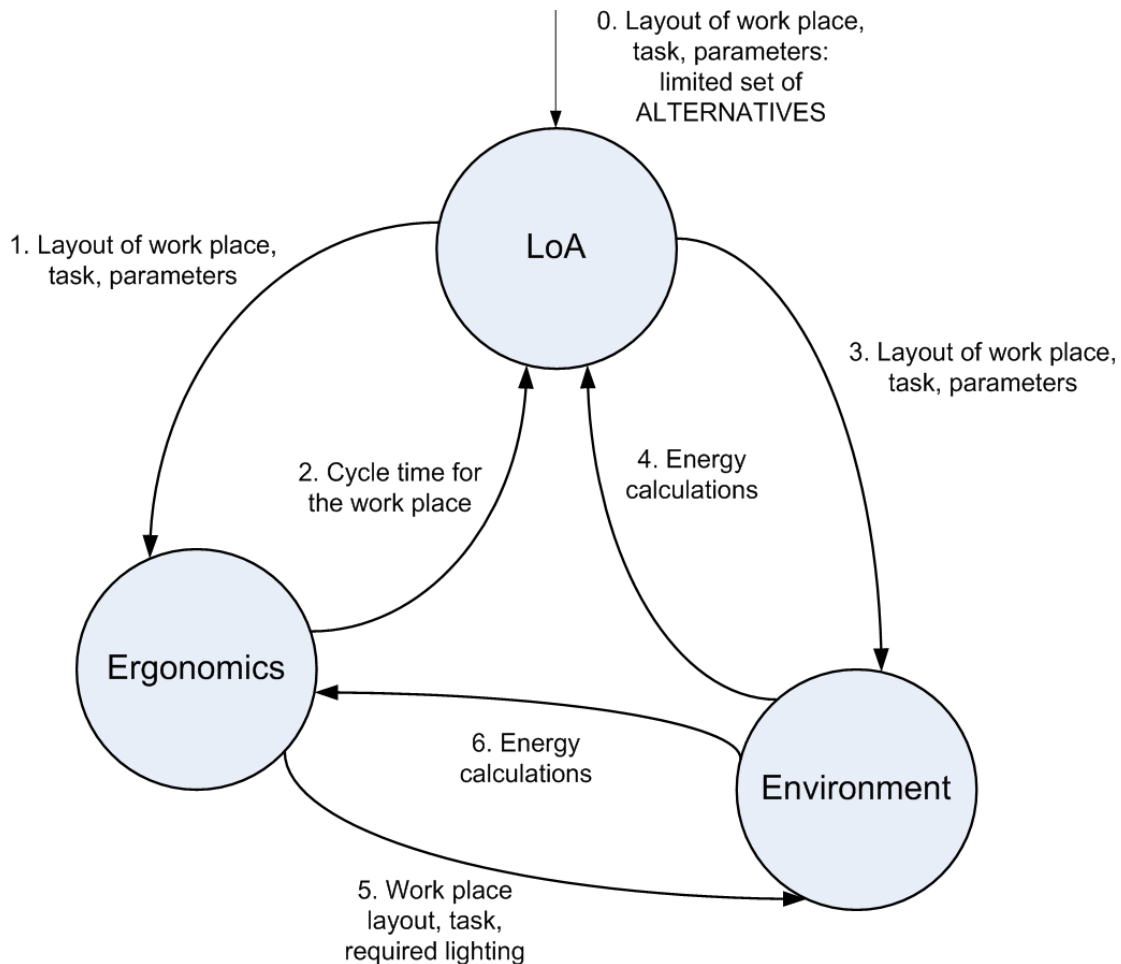 0. Layout of work place,
task, parameters:
limited set of
ALTERNATIVES
LoA
1. Layout of work place,
task, parameters
3. Layout of work place,
task, parameters
2. Cycle time for
the work place
4. Energy
calculations
Ergonomics
6. Energy
calculations
Environment
5. Work place
layout, task,
required lighting